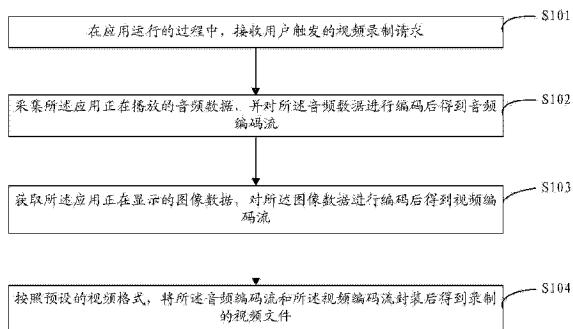 S101
在应用运行的过程中，接收用户触发的视频录制请求
S102
采集所述应用正在播放的音频数据，并对所述音频数据进行编码后得到音频
编码流
S103
获取所述应用正在显示的图像数据，对所述图像数据进行编码后得到视频编
码流
S104
按照预设的视频格式，将所述音频编码流和所述视频编码流封装后得到录制
的视频文件